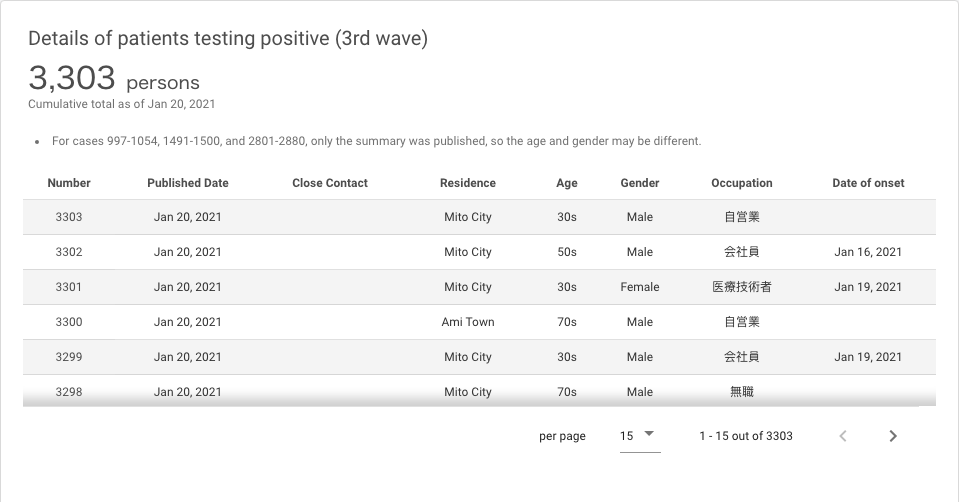 Details of patients testing positive (3rd wave)
3,303 persons
Cumulative total as of Jan 20, 2021
• For cases 997-1054, 1491-1500, and 2801-2880, only the summary was published, so the age and gender may be different.
Number Published Date Close Contact Residence Age Gender Occupation Date of onset
3303 Jan 20, 2021 Mito City 30s Male 自営業
3302 Jan 20, 2021 Mito City 50s Male 会社員 Jan 16, 2021
3301 Jan 20, 2021 Mito City 30s Female 医療技術者 Jan 19, 2021
3300 Jan 20, 2021 Ami Town 70s Male 自営業
3299 Jan 20, 2021 Mito City 30s Male 会社員 Jan 19, 2021
3298 Jan 20, 2021 Mito City 70s Male 無職
per page 15 1 - 15 out of 3303